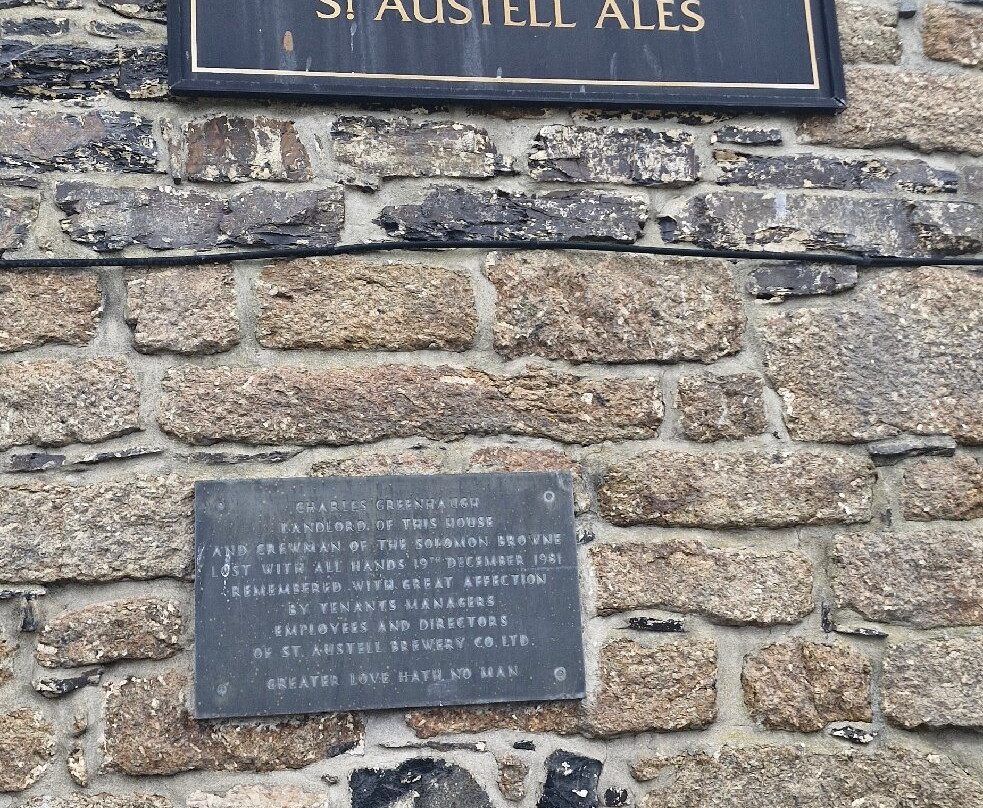 ST AUSTELL ALES
CHARLES GREENHAUGH
LANDLORD OF THIS HOUSE
AND CREWMAN OF THE SOLOMON BROWNE
LOST WITH ALL HANDS 19TH DECEMBER 1981
REMEMBERED WITH GREAT AFFECTION
BY TENANTS MANAGERS
EMPLOYEES AND DIRECTORS
OF ST. AUSTELL BREWERY CO. LTD.
GREATER LOVE HATH NO MAN